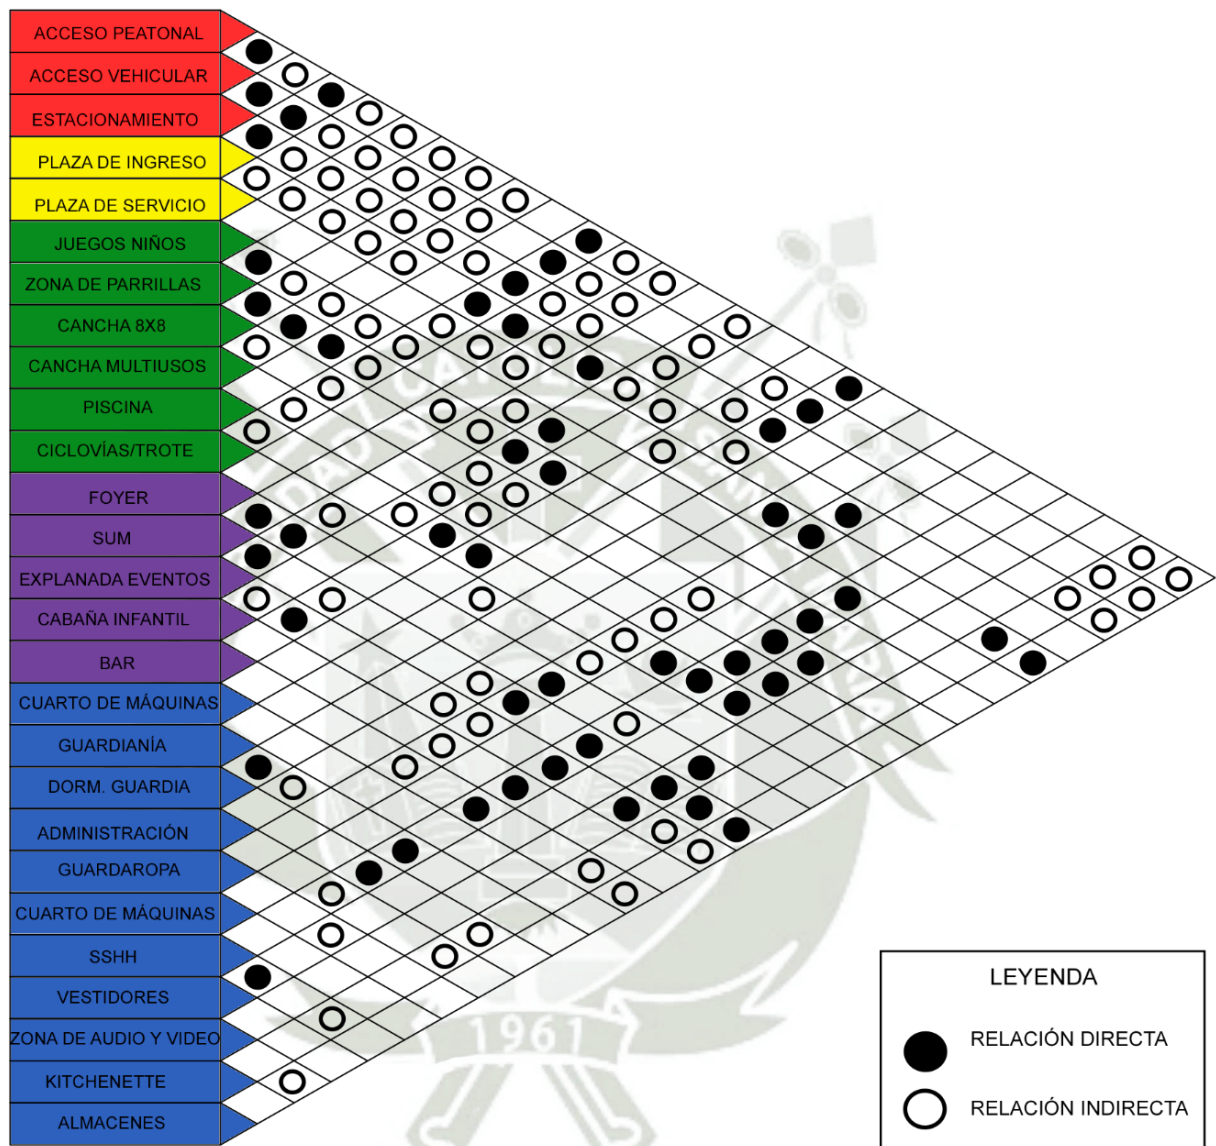 ACCESO PEATONAL
ACCESO VEHICULAR
ESTACIONAMIENTO
PLAZA DE INGRESO
PLAZA DE SERVICIO
JUEGOS NIÑOS
ZONA DE PARRILLAS
CANCHA 8X8
CANCHA MULTIUSOS
PISCINA
CICLOVÍAS/TROTE
FOYER
SUM
EXPLANADA EVENTOS
CABAÑA INFANTIL
BAR
CUARTO DE MÁQUINAS
GUARDIANÍA
DORM. GUARDIA
ADMINISTRACIÓN
GUARDAROPA
CUARTO DE MÁQUINAS
SSHH
VESTIDORES
ZONA DE AUDIO Y VIDEO
KITCHENETTE
ALMACENES
1961
LEYENDA
RELACIÓN DIRECTA
RELACIÓN INDIRECTA